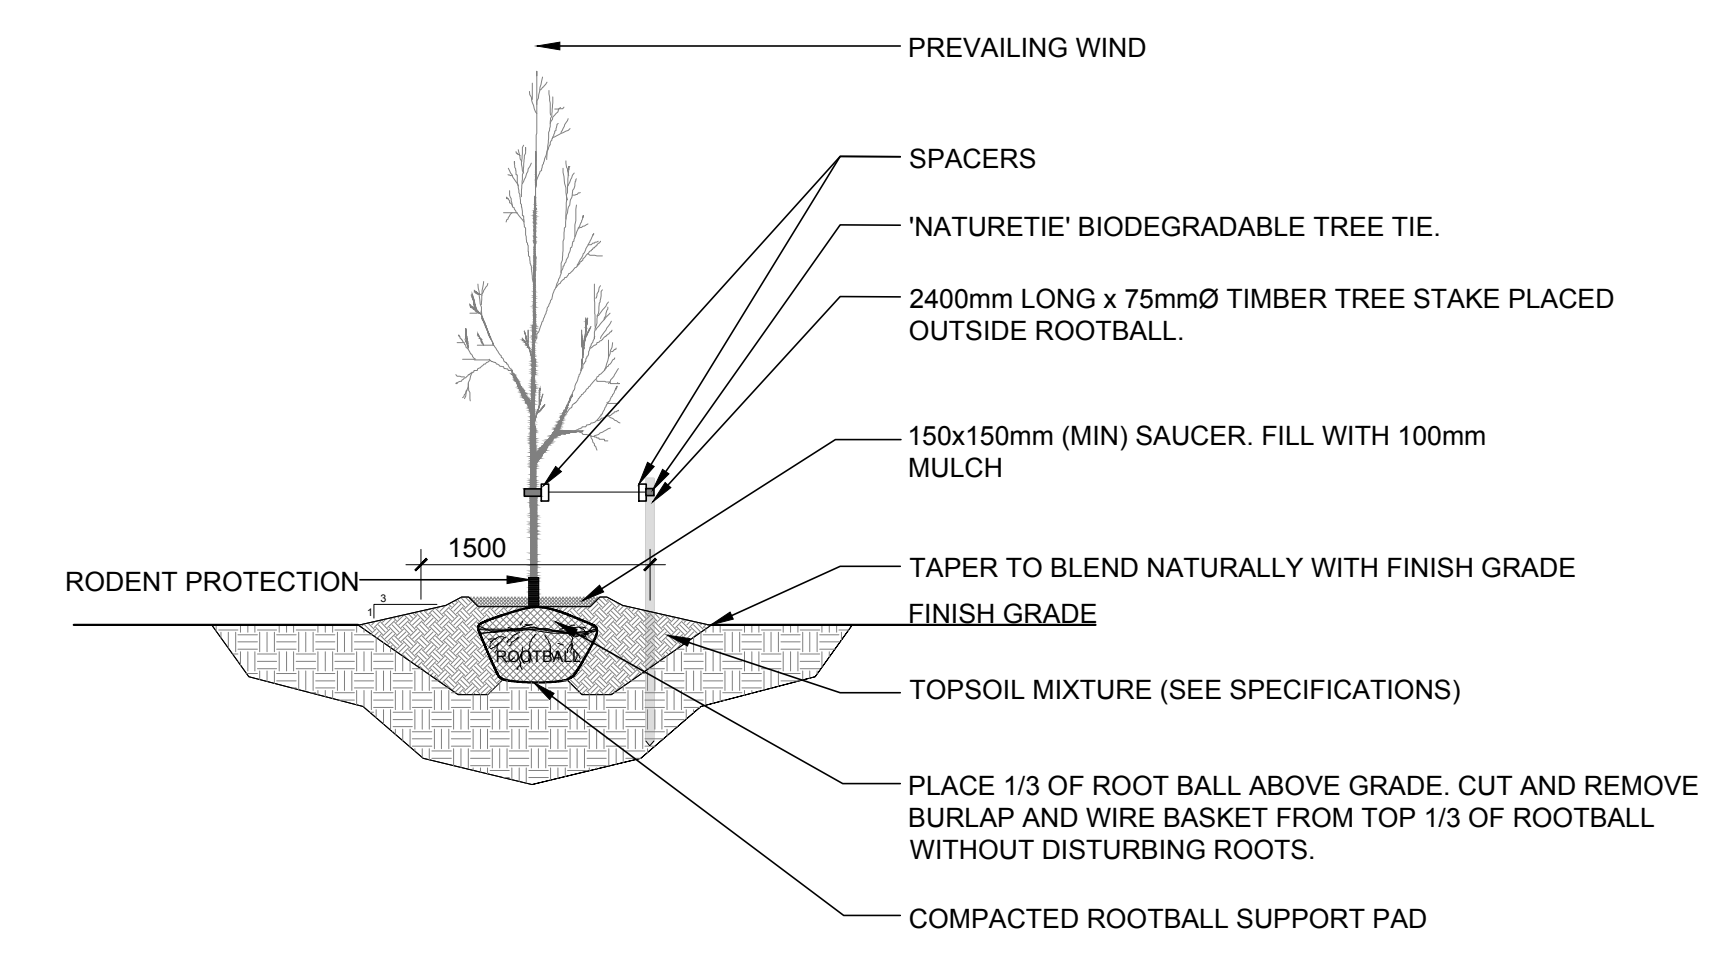 PREVAILING WIND
SPACERS
'NATURETIE' BIODEGRADABLE TREE TIE.
2400mm LONG x 75mmØ TIMBER TREE STAKE PLACED
OUTSIDE ROOTBALL.
150x150mm (MIN) SAUCER. FILL WITH 100mm
MULCH
1500
RODENT PROTECTION
TAPER TO BLEND NATURALLY WITH FINISH GRADE
3
1
FINISH GRADE
ROOTBALL
TOPSOIL MIXTURE (SEE SPECIFICATIONS)
PLACE 1/3 OF ROOT BALL ABOVE GRADE. CUT AND REMOVE
BURLAP AND WIRE BASKET FROM TOP 1/3 OF ROOTBALL
WITHOUT DISTURBING ROOTS.
COMPACTED ROOTBALL SUPPORT PAD